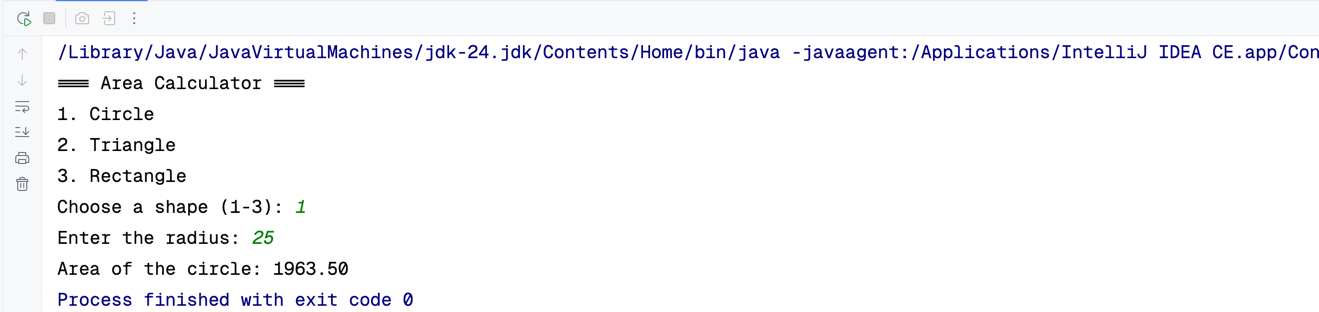 /Library/Java/JavaVirtualMachines/jdk-24.jdk/Contents/Home/bin/java -javaagent:/Applications/IntelliJ IDEA CE.app/Con
=== Area Calculator ===
1. Circle
2. Triangle
3. Rectangle
Choose a shape (1-3): 1
Enter the radius: 25
Area of the circle: 1963.50
Process finished with exit code 0